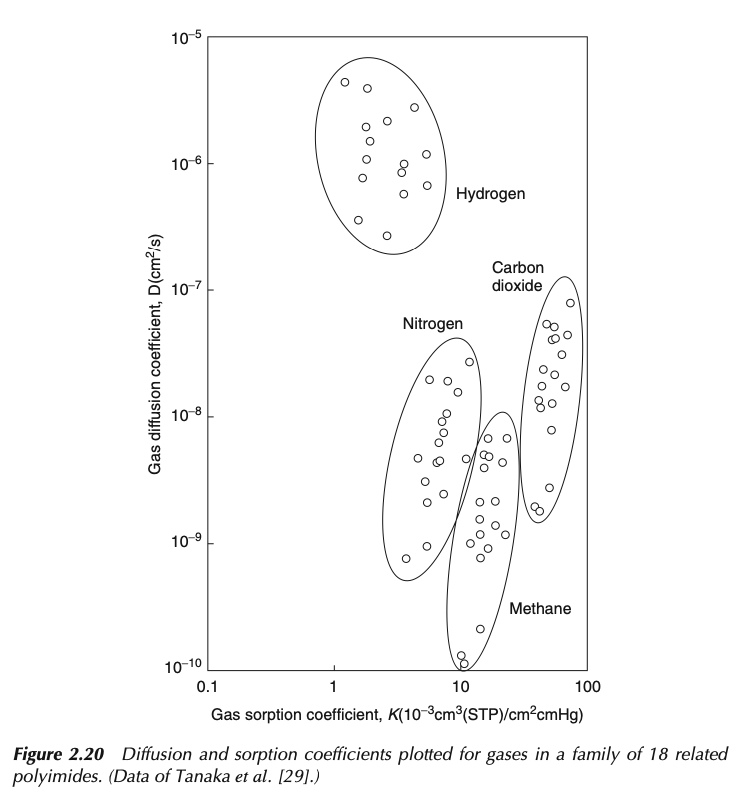 10⁻⁵
10⁻⁶
Hydrogen
Carbon
dioxide
10⁻⁷
Nitrogen
Gas diffusion coefficient, D(cm²/s)
10⁻⁸
10⁻⁹
Methane
10⁻¹⁰
0.1 1 10 100
Gas sorption coefficient, K(10⁻³cm³(STP)/cm²cmHg)
Figure 2.20 Diffusion and sorption coefficients plotted for gases in a family of 18 related
polyimides. (Data of Tanaka et al. [29].)